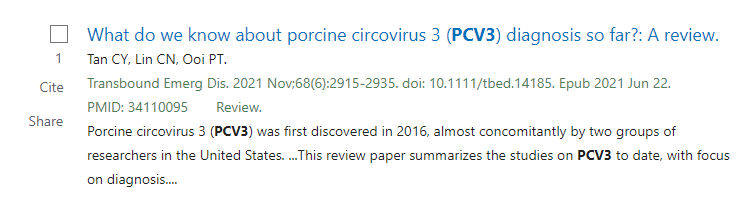 What do we know about porcine circovirus 3 (PCV3) diagnosis so far?: A review.
1
Tan CY, Lin CN, Ooi PT.
Cite
Transbound Emerg Dis. 2021 Nov;68(6):2915-2935. doi: 10.1111/tbed.14185. Epub 2021 Jun 22.
PMID: 34110095 Review.
Share
Porcine circovirus 3 (PCV3) was first discovered in 2016, almost concomitantly by two groups of
researchers in the United States. ...This review paper summarizes the studies on PCV3 to date, with focus
on diagnosis....